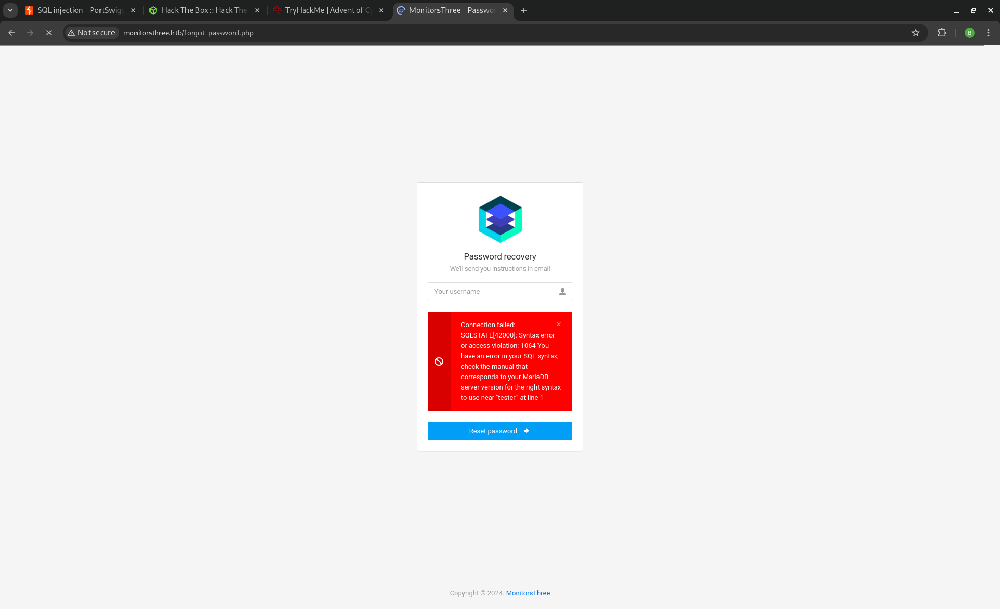 SQL injection - PortSwig
Hack The Box :: Hack The
TryHackMe | Advent of Cy
MonitorsThree - Passwor
Not secure
monitorsthree.htb/forgot_password.php
B
Password recovery
We'll send you instructions in email
Your username
Connection failed:
SQLSTATE[42000]: Syntax error
or access violation: 1064 You
have an error in your SQL syntax;
check the manual that
corresponds to your MariaDB
server version for the right syntax
to use near ''tester'' at line 1
Reset password
Copyright © 2024. MonitorsThree